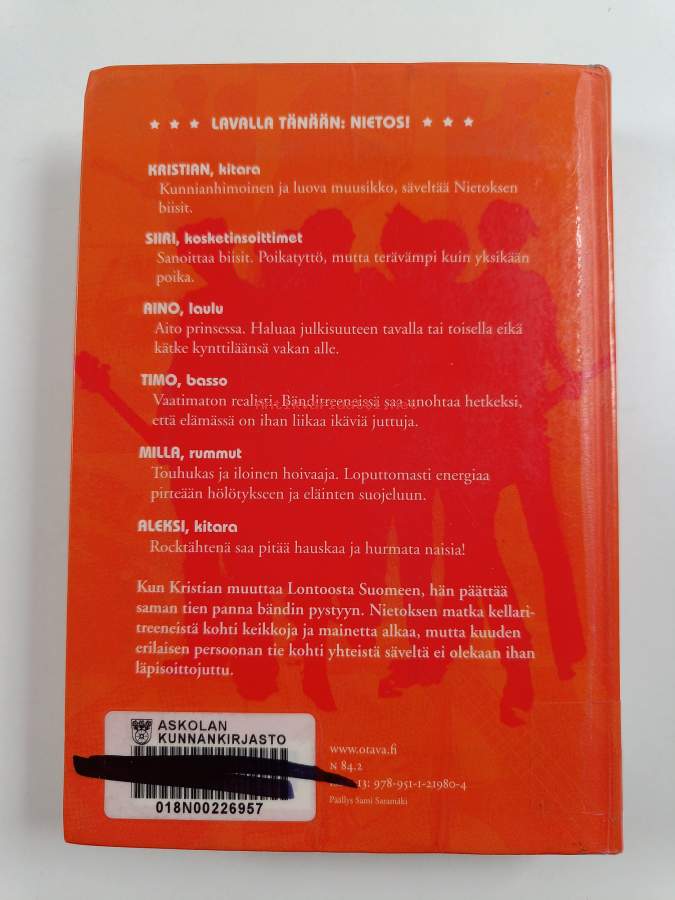 ★ ★ ★ LAVALLA TÄNÄÄN: NIETOS! ★ ★ ★
KRISTIAN, kitara
Kunnianhimoinen ja luova muusikko, säveltää Nietoksen
biisit.
SIIRI, kosketinsoittimet
Sanoittaa biisit. Poikatyttö, mutta terävämpi kuin yksikään
poika.
AINO, laulu
Aito prinsessa. Haluaa julkisuuteen tavalla tai toisella eikä
kätke kynttiläänsä vakan alle.
TIMO, basso
Vaatimaton realisti. Bänditreeneissä saa unohtaa hetkeksi,
että elämässä on ihan liikaa ikäviä juttuja.
MILLA, rummut
Touhukas ja iloinen hoivaaja. Loputtomasti energiaa
pirteään hölötykseen ja eläinten suojeluun.
ALEKSI, kitara
Rocktähtenä saa pitää hauskaa ja hurmata naisia!
Kun Kristian muuttaa Lontoosta Suomeen, hän päättää
saman tien panna bändin pystyyn. Nietoksen matka kellari-
treeneistä kohti keikkoja ja mainetta alkaa, mutta kuuden
erilaisen persoonan tie kohti yhteistä säveltä ei olekaan ihan
läpisoittojuttu.
ASKOLAN
KUNNANKIRJASTO
018N00226957
www.otava.fi
N 84.2
13: 978-951-1-21980-4
Päällys Sami Saramäki